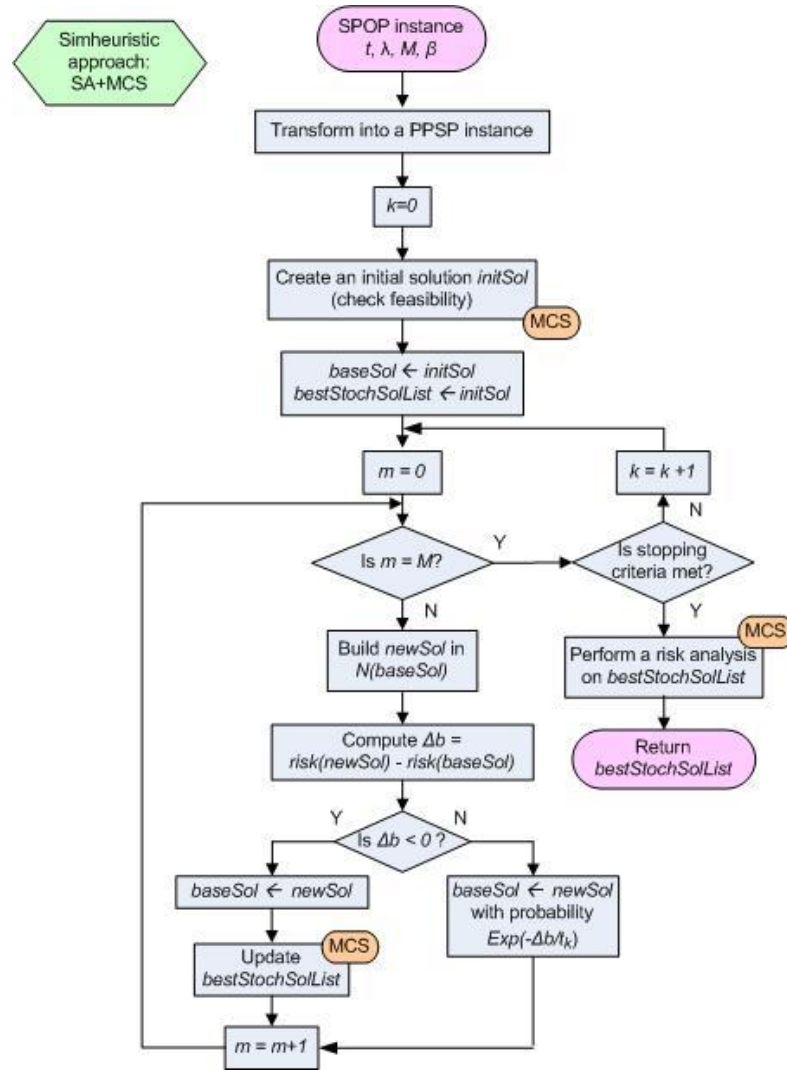 Simheuristic
approach:
SA+MCS
SPOP instance
t, λ, M, β
Transform into a PPSP instance
k=0
Create an initial solution initSol
(check feasibility)
MCS
baseSol ← initSol
bestStochSolList ← initSol
m = 0
k = k +1
N
Is m = M?
Y
Is stopping
criteria met?
N
Y
Build newSol in
N(baseSol)
MCS
Perform a risk analysis
on bestStochSolList
Compute Δb =
risk(newSol) - risk(baseSol)
Return
bestStochSolList
Y
N
Is Δb < 0 ?
baseSol ← newSol
baseSol ← newSol
with probability
Exp(-Δb/tk)
MCS
Update
bestStochSolList
m = m+1